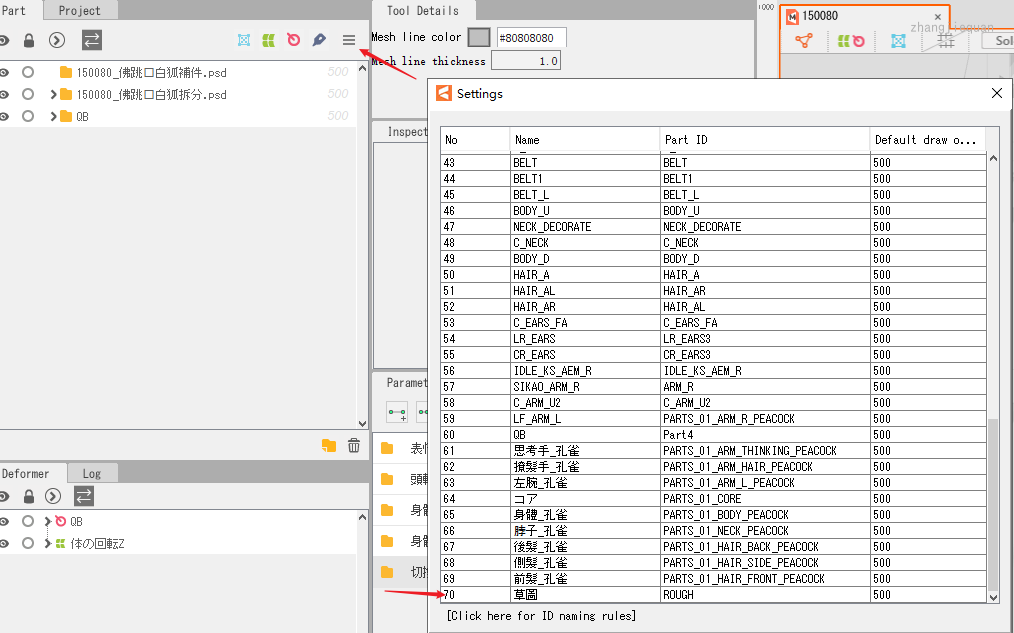 Part Project
500 150080_佛跳口白狐補件.psd
150080_佛跳口白狐拆分.psd 500
QB 500
Deformer Log
QB
体の回転Z
Tool Details
Mesh line color #80808080
Mesh line thickness 1.0
Inspect
Paramet
表情
頭
身
身
切
1000
150080
zhang_jiequan
Sol
Settings
No Name Part ID Default draw o...
43 BELT BELT 500
44 BELT1 BELT1 500
45 BELT_L BELT_L 500
46 BODY_U BODY_U 500
47 NECK_DECORATE NECK_DECORATE 500
48 C_NECK C_NECK 500
49 BODY_D BODY_D 500
50 HAIR_A HAIR_A 500
51 HAIR_AL HAIR_AR 500
52 HAIR_AR HAIR_AL 500
53 C_EARS_FA C_EARS_FA 500
54 LR_EARS LR_EARS3 500
55 CR_EARS CR_EARS3 500
56 IDLE_KS_AEM_R IDLE_KS_AEM_R 500
57 SIKAO_ARM_R ARM_R 500
58 C_ARM_U2 C_ARM_U2 500
59 LF_ARM_L PARTS_01_ARM_R_PEACOCK 500
60 QB Part4 500
61 思考手_孔雀 PARTS_01_ARM_THINKING_PEACOCK 500
62 撩髮手_孔雀 PARTS_01_ARM_HAIR_PEACOCK 500
63 左腕_孔雀 PARTS_01_ARM_L_PEACOCK 500
64 コア PARTS_01_CORE 500
65 身體_孔雀 PARTS_01_BODY_PEACOCK 500
66 脖子_孔雀 PARTS_01_NECK_PEACOCK 500
67 後髮_孔雀 PARTS_01_HAIR_BACK_PEACOCK 500
68 側髮_孔雀 PARTS_01_HAIR_SIDE_PEACOCK 500
69 前髮_孔雀 PARTS_01_HAIR_FRONT_PEACOCK 500
70 草圖 ROUGH 500
[Click here for ID naming rules]